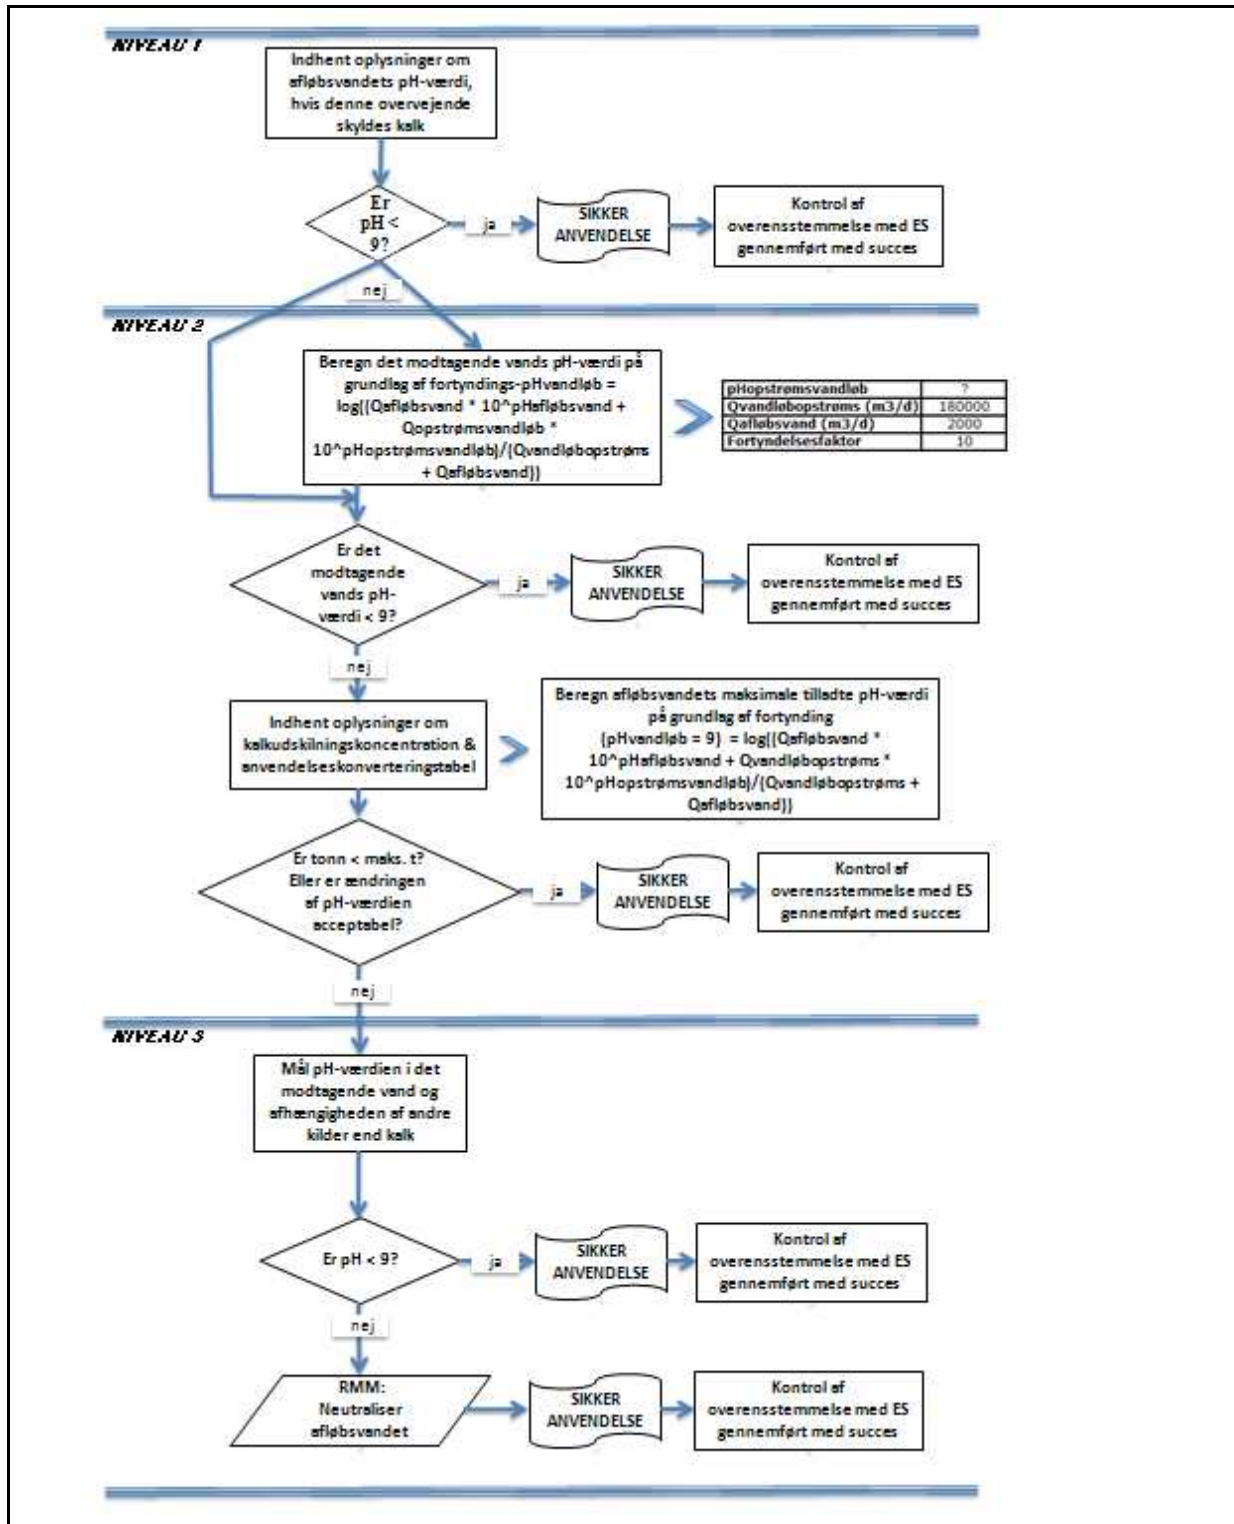 NIVEAU 1
Indhent oplysninger om
afløbsvandets pH-værdi,
hvis denne overvejende
skyldes kalk
Er
pH <
9?
ja
SIKKER
ANVENDELSE
Kontrol af
overensstemmelse med ES
gennemført med succes
nej
NIVEAU 2
Beregn det modtagende vands pH-værdi på
grundlag af fortyndings-pHvandløb =
log((Qafløbsvand * 10^pHafløbsvand +
Qopstrømsvandløb *
10^pHopstrømsvandløb)/(Qvandløbopstrøms
+ Qafløbsvand))
pHopstrømsvandløb ?
Qvandløbopstrøms (m3/d) 180000
Qafløbsvand (m3/d) 2000
Fortyndelsesfaktor 10
Er det
modtagende
vands pH-
værdi < 9?
ja
SIKKER
ANVENDELSE
Kontrol af
overensstemmelse med ES
gennemført med succes
nej
Indhent oplysninger om
kalkudskilningskoncentration &
anvendelseskonverteringstabel
Beregn afløbsvandets maksimale tilladte pH-værdi
på grundlag af fortynding
(pHvandløb = 9) = log((Qafløbsvand *
10^pHafløbsvand + Qvandløbopstrøms *
10^pHopstrømsvandløb)/(Qvandløbopstrøms +
Qafløbsvand))
Er tonn < maks. t?
Eller er ændringen
af pH-værdien
acceptabel?
ja
SIKKER
ANVENDELSE
Kontrol af
overensstemmelse med ES
gennemført med succes
nej
NIVEAU 3
Mål pH-værdien i det
modtagende vand og
afhængigheden af andre
kilder end kalk
Er pH < 9?
ja
SIKKER
ANVENDELSE
Kontrol af
overensstemmelse med ES
gennemført med succes
nej
RMM:
Neutraliser
afløbsvandet
SIKKER
ANVENDELSE
Kontrol af
overensstemmelse med ES
gennemført med succes